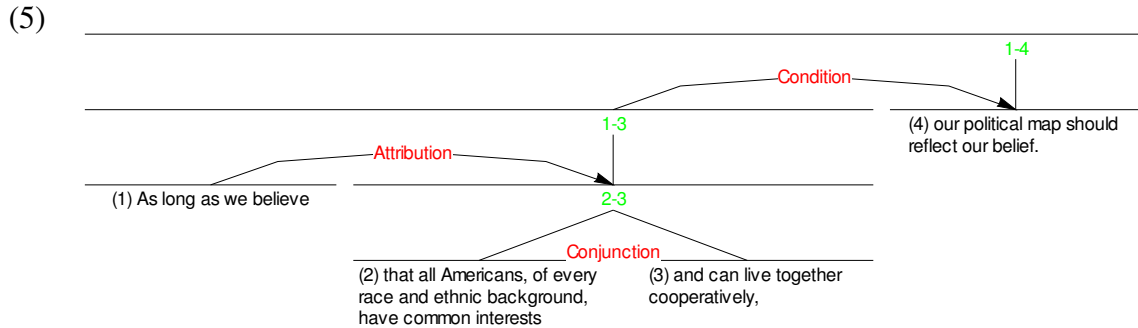 (5)
1-4
Condition
1-3
(4) our political map should
reflect our belief.
Attribution
(1) As long as we believe
2-3
Conjunction
(2) that all Americans, of every
race and ethnic background,
have common interests
(3) and can live together
cooperatively,